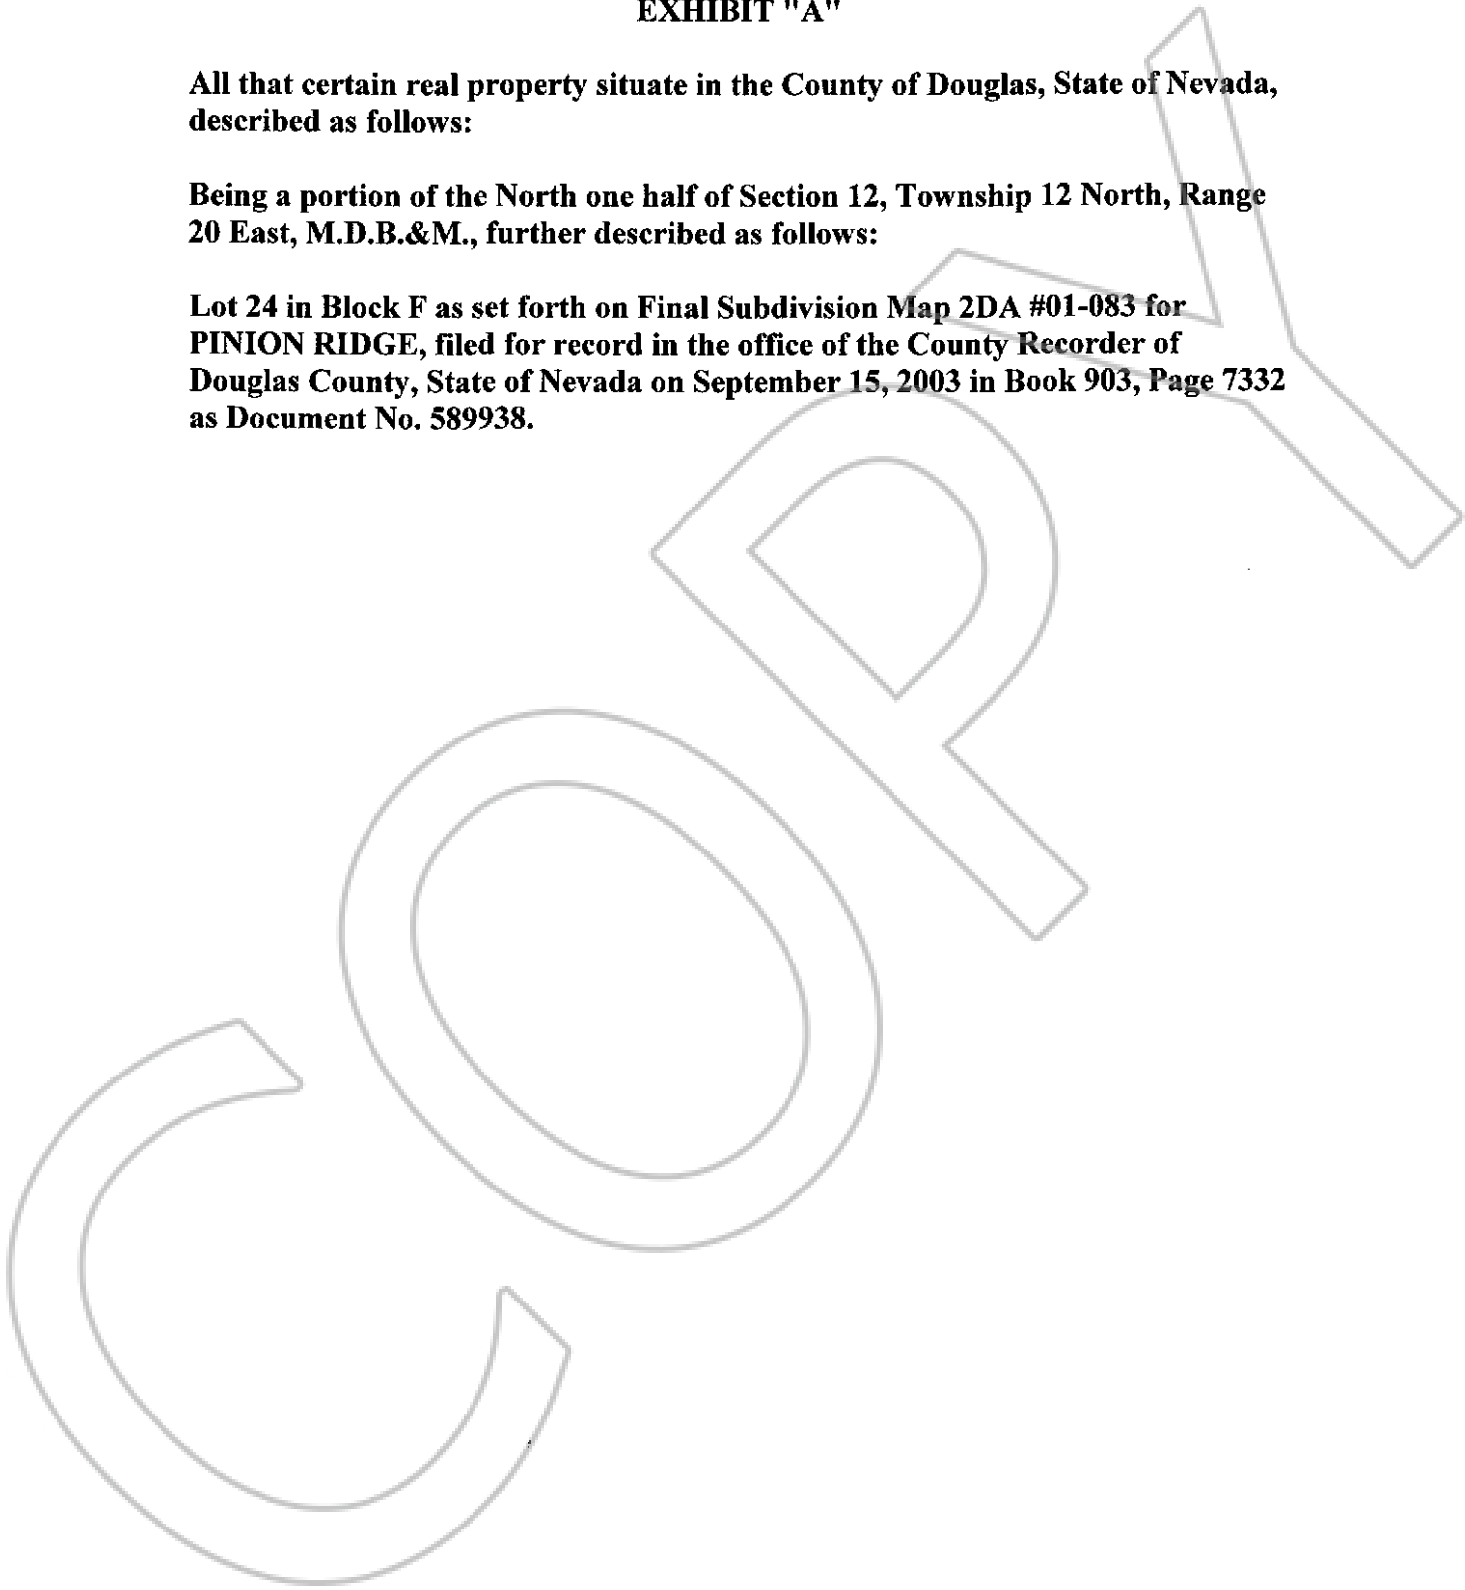 EXHIBIT "A"
All that certain real property situate in the County of Douglas, State of Nevada,
described as follows:
Being a portion of the North one half of Section 12, Township 12 North, Range
20 East, M.D.B.&M., further described as follows:
Lot 24 in Block F as set forth on Final Subdivision Map 2DA #01-083 for
PINION RIDGE, filed for record in the office of the County Recorder of
Douglas County, State of Nevada on September 15, 2003 in Book 903, Page 7332
as Document No. 589938.
COPY